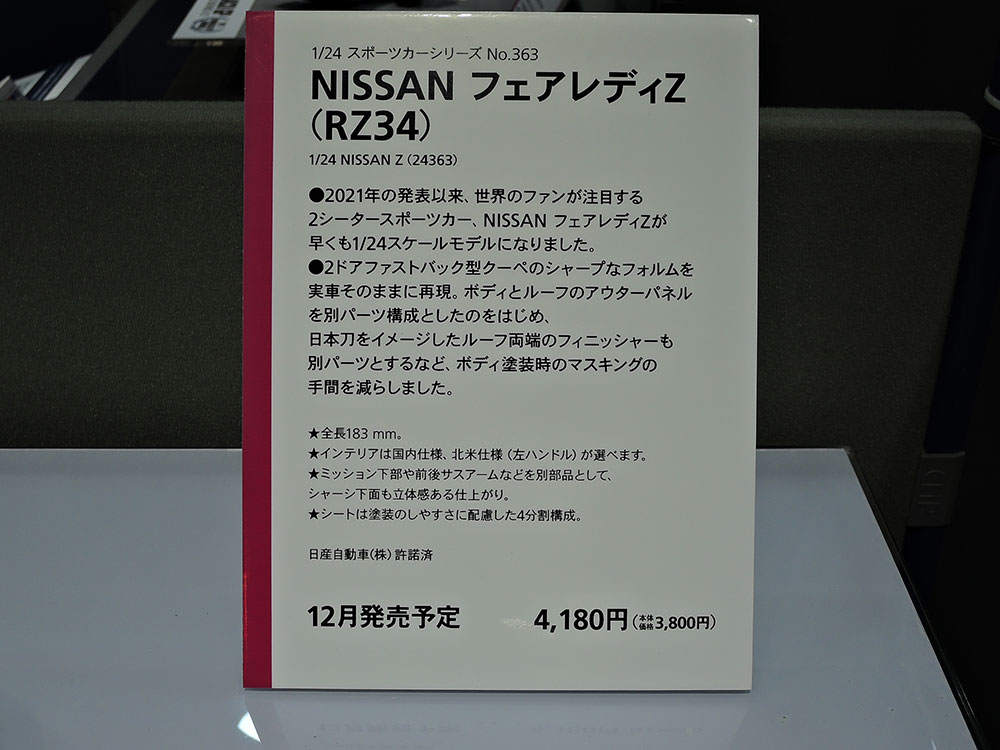 1/24 スポーツカーシリーズ No.363
NISSAN フェアレディZ
(RZ34)
1/24 NISSAN Z (24363)
●2021年の発表以来、世界のファンが注目する
2シータースポーツカー、NISSAN フェアレディZが
早くも1/24スケールモデルになりました。
●2ドアファストバック型クーペのシャープなフォルムを
実車そのままに再現。ボディとルーフのアウターパネル
を別パーツ構成としたのをはじめ、
日本刀をイメージしたルーフ両端のフィニッシャーも
別パーツとするなど、ボディ塗装時のマスキングの
手間を減らしました。
★全長183 mm。
★インテリアは国内仕様、北米仕様（左ハンドル）が選べます。
★ミッション下部や前後サスアームなどを別部品として、
シャーシ下面も立体感ある仕上がり。
★シートは塗装のしやすさに配慮した4分割構成。
日産自動車(株) 許諾済
12月発売予定 4,180円(本体価格3,800円)